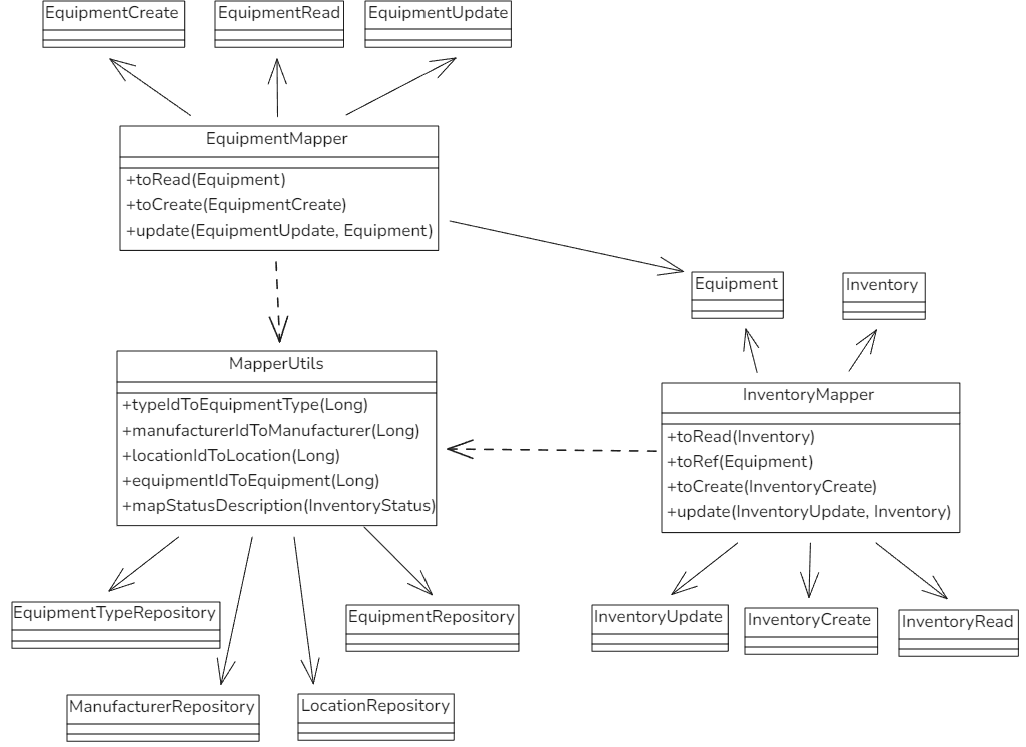 EquipmentCreate
EquipmentRead
EquipmentUpdate
EquipmentMapper
+toRead(Equipment)
+toCreate(EquipmentCreate)
+update(EquipmentUpdate, Equipment)
Equipment
Inventory
MapperUtils
+typeIdToEquipmentType(Long)
+manufacturerIdToManufacturer(Long)
+locationIdToLocation(Long)
+equipmentIdToEquipment(Long)
+mapStatusDescription(InventoryStatus)
InventoryMapper
+toRead(Inventory)
+toRef(Equipment)
+toCreate(InventoryCreate)
+update(InventoryUpdate, Inventory)
EquipmentTypeRepository
EquipmentRepository
InventoryUpdate
InventoryCreate
InventoryRead
ManufacturerRepository
LocationRepository